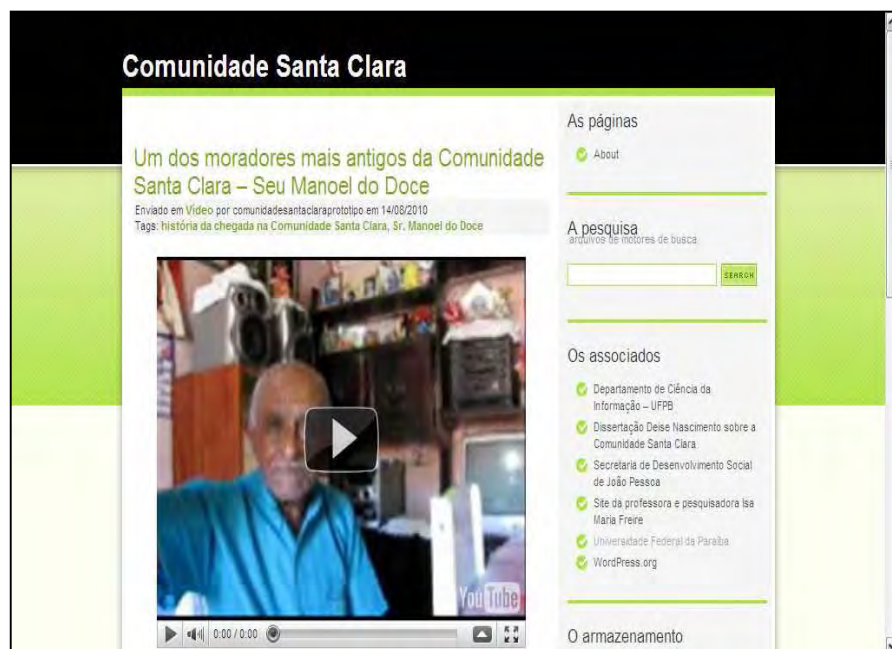 Comunidade Santa Clara
Um dos moradores mais antigos da Comunidade
Santa Clara – Seu Manoel do Doce
Enviado em Vídeo por comunidadesantaclaraprototipo em 14/08/2010
Tags: história da chegada na Comunidade Santa Clara, Sr. Manoel do Doce
YouTube
0:00 / 0:00
As páginas
About
A pesquisa
arquivos de motores de busca
SEARCH
Os associados
Departamento de Ciência da
Informação – UFPB
Dissertação Deise Nascimento sobre a
Comunidade Santa Clara
Secretaria de Desenvolvimento Social
de João Pessoa
Site da professora e pesquisadora Isa
Maria Freire
Universidade Federal da Paraíba
WordPress.org
O armazenamento